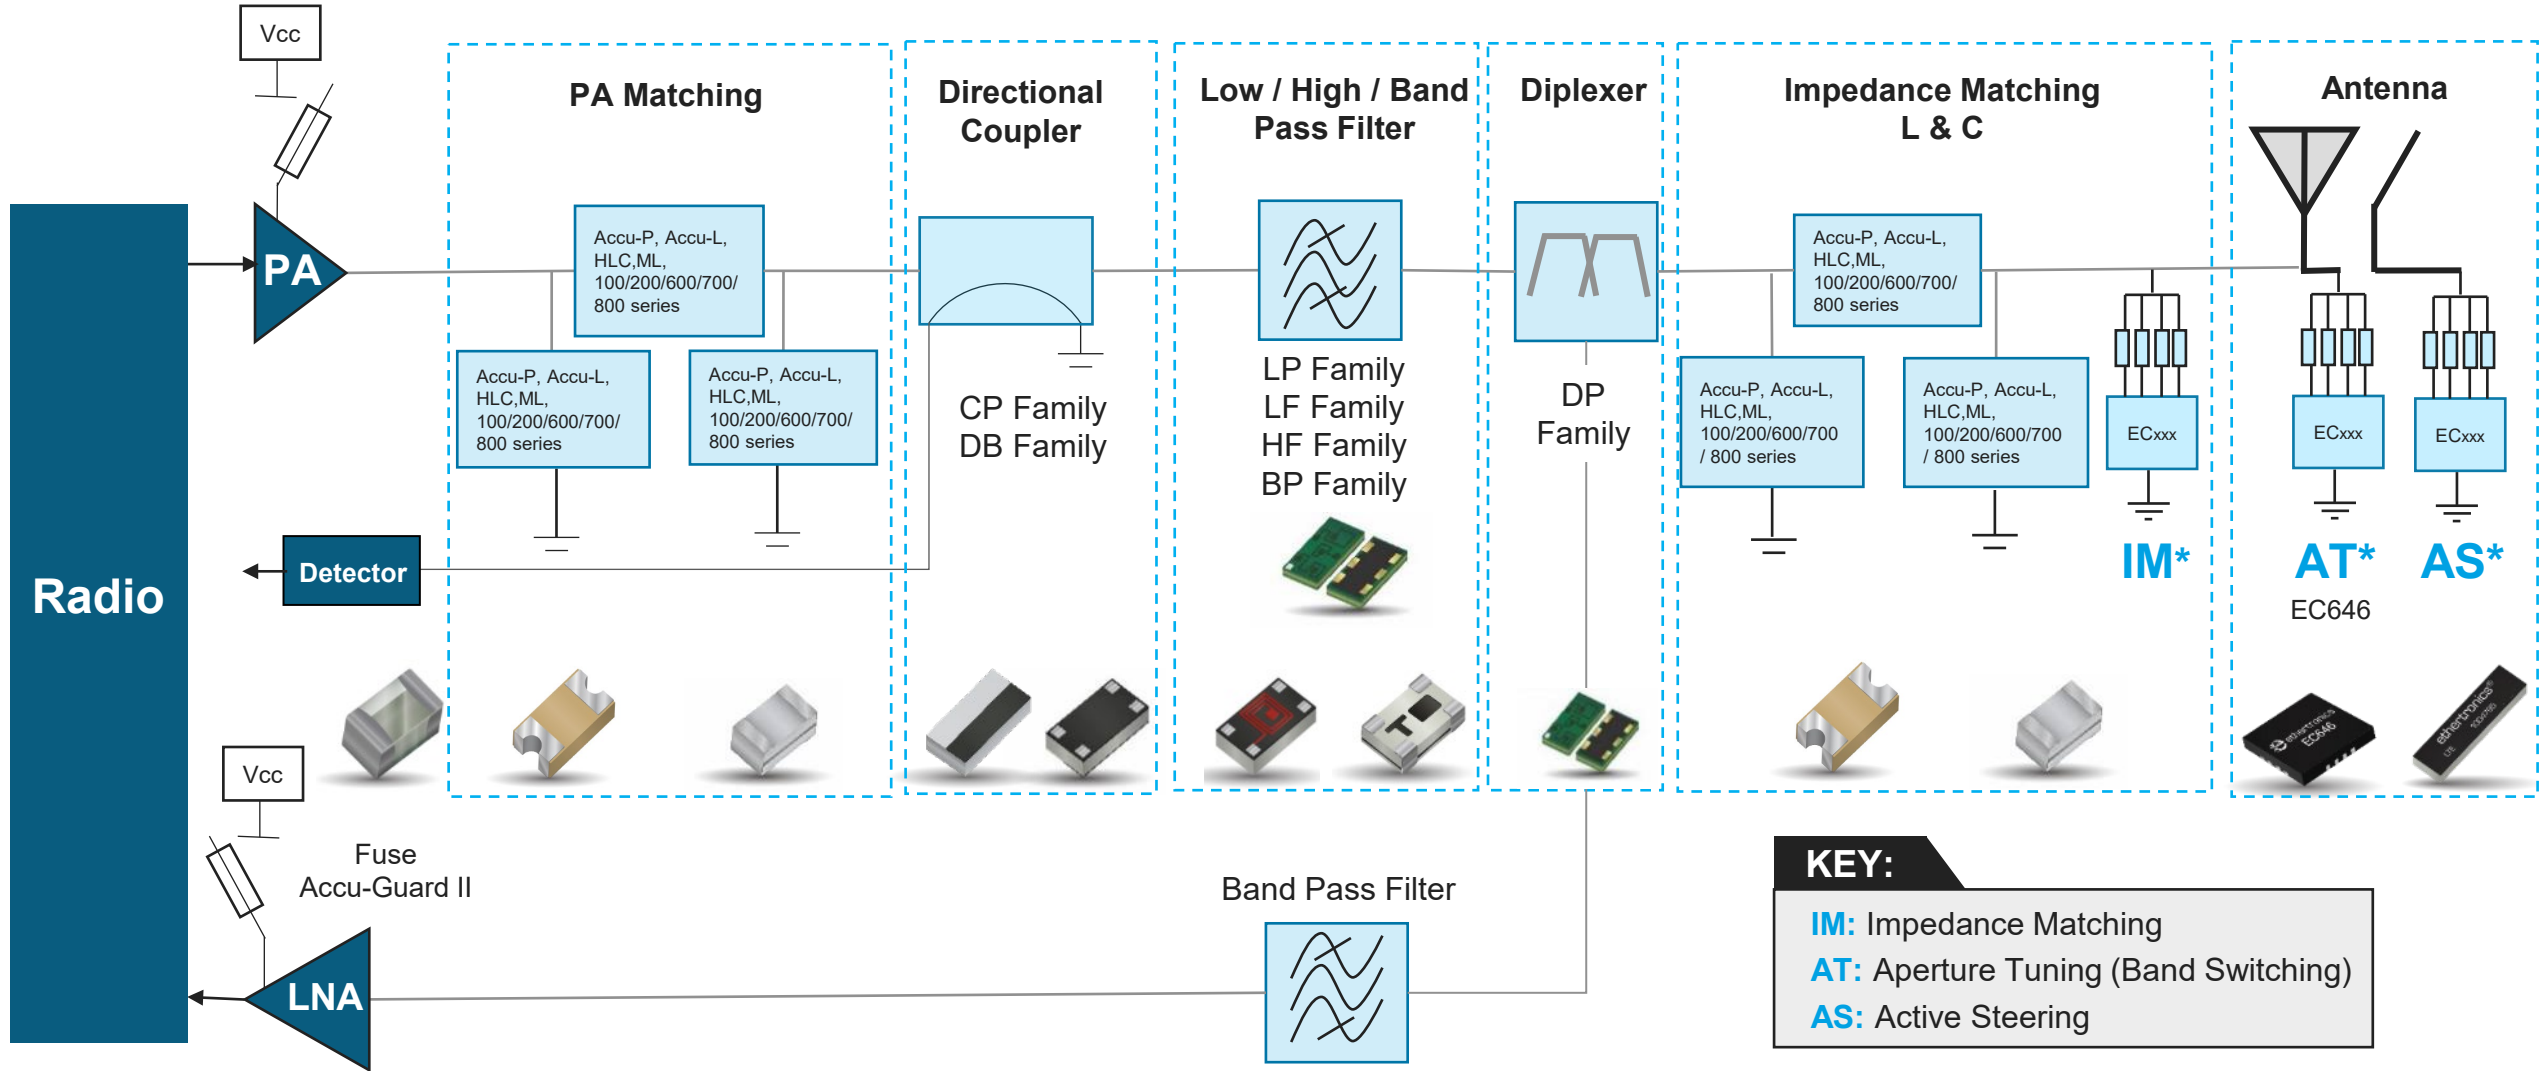 Vcc
PA Matching
Directional
Coupler
Low / High / Band
Pass Filter
Diplexer
Impedance Matching
L & C
Antenna
Radio
PA
Accu-P, Accu-L,
HLC,ML,
100/200/600/700/
800 series
Accu-P, Accu-L,
HLC,ML,
100/200/600/700/
800 series
Accu-P, Accu-L,
HLC,ML,
100/200/600/700/
800 series
CP Family
DB Family
LP Family
LF Family
HF Family
BP Family
DP
Family
Accu-P, Accu-L,
HLC,ML,
100/200/600/700/
800 series
Accu-P, Accu-L,
HLC,ML,
100/200/600/700
/ 800 series
Accu-P, Accu-L,
HLC,ML,
100/200/600/700
/ 800 series
ECxxx
ECxxx
ECxxx
IM*
AT*
AS*
EC646
Detector
ethertronics
EC646
ethertronics®
LTE
Vcc
Fuse
Accu-Guard II
LNA
Band Pass Filter
KEY:
IM: Impedance Matching
AT: Aperture Tuning (Band Switching)
AS: Active Steering